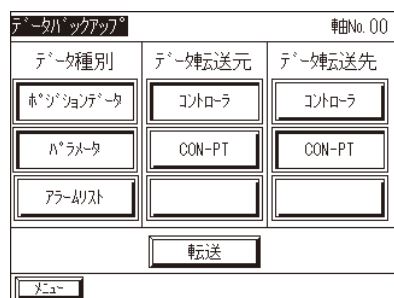 データバックアップ 軸No. 00
データ種別 データ転送元 データ転送先
ポジションデータ コントローラ コントローラ
パラメータ CON-PT CON-PT
アラームリスト
転送
メニュー